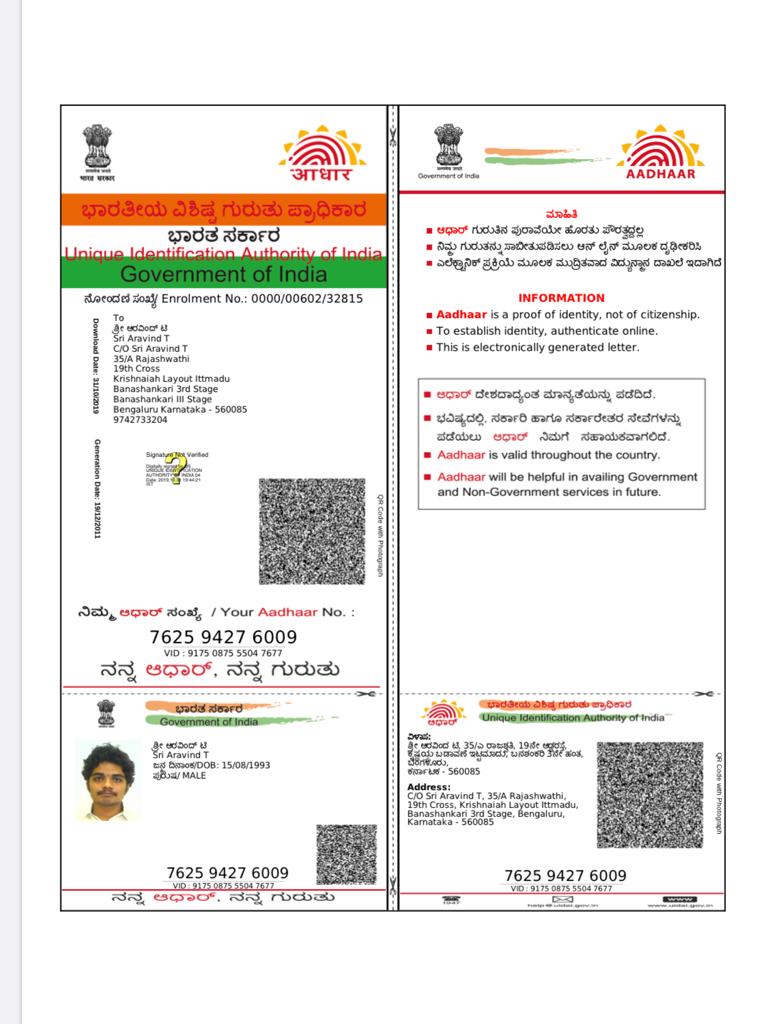 भारत सरकार
आधार
ಭಾರತೀಯ ವಿಶಿಷ್ಟ ಗುರುತು ಪ್ರಾಧಿಕಾರ
ಭಾರತ ಸರ್ಕಾರ
Unique Identification Authority of India
Government of India
ನೋಂದಣಿ ಸಂಖ್ಯೆ/ Enrolment No.: 0000/00602/32815
Download Date: 31/10/2019
Generation Date: 19/12/2011
To
ಶ್ರೀ ಅರವಿಂದ್ ಟಿ
Sri Aravind T
C/O Sri Aravind T
35/A Rajashwathi
19th Cross
Krishnaiah Layout Ittmadu
Banashankari 3rd Stage
Banashankari III Stage
Bengaluru Karnataka - 560085
9742733204
Signature Not Verified
Digitally signed by DS
UNIQUE IDENTIFICATION
AUTHORITY OF INDIA 04
19:44:21
IST
QR Code with Photograph
ನಿಮ್ಮ ಆಧಾರ್ ಸಂಖ್ಯೆ / Your Aadhaar No. :
7625 9427 6009
VID : 9175 0875 5504 7677
ನನ್ನ ಆಧಾರ್, ನನ್ನ ಗುರುತು
Government of India
AADHAAR
ಮಾಹಿತಿ
ಆಧಾರ್ ಗುರುತಿನ ಪುರಾವೆಯೇ ಹೊರತು ಪೌರತ್ವದ್ದಲ್ಲ
ನಿಮ್ಮ ಗುರುತನ್ನು ಸಾಬೀತುಪಡಿಸಲು ಆನ್ ಲೈನ್ ಮೂಲಕ ದೃಢೀಕರಿಸಿ
ಎಲೆಕ್ಟ್ರಾನಿಕ್ ಪ್ರಕ್ರಿಯೆ ಮೂಲಕ ಮುದ್ರಿತವಾದ ವಿದ್ಯುನ್ಮಾನ ದಾಖಲೆ ಇದಾಗಿದೆ
INFORMATION
Aadhaar is a proof of identity, not of citizenship.
To establish identity, authenticate online.
This is electronically generated letter.
ಆಧಾರ್ ದೇಶದಾದ್ಯಂತ ಮಾನ್ಯತೆಯನ್ನು ಪಡೆದಿದೆ.
ಭವಿಷ್ಯದಲ್ಲಿ, ಸರ್ಕಾರಿ ಹಾಗೂ ಸರ್ಕಾರೇತರ ಸೇವೆಗಳನ್ನು
ಪಡೆಯಲು ಆಧಾರ್ ನಿಮಗೆ ಸಹಾಯಕವಾಗಲಿದೆ.
Aadhaar is valid throughout the country.
Aadhaar will be helpful in availing Government
and Non-Government services in future.
ಭಾರತ ಸರ್ಕಾರ
Government of India
ಶ್ರೀ ಅರವಿಂದ್ ಟಿ
Sri Aravind T
ಜನ್ಮ ದಿನಾಂಕ/DOB: 15/08/1993
ಪುರುಷ/ MALE
7625 9427 6009
VID : 9175 0875 5504 7677
ನನ್ನ ಆಧಾರ್, ನನ್ನ ಗುರುತು
ಆಧಾರ್
ಭಾರತೀಯ ವಿಶಿಷ್ಟ ಗುರುತು ಪ್ರಾಧಿಕಾರ
Unique Identification Authority of India
ವಿಳಾಸ:
ಶ್ರೀ ಅರವಿಂದ ಟಿ, 35/ಎ 19ನೇ
ಬಡಾವಣೆ ಬನಶಂಕರಿ 3ನೇ ಹಂತ,
ಬೆಂಗಳೂರು,
ಕರ್ನಾಟಕ - 560085
Address:
C/O Sri Aravind T, 35/A Rajashwathi,
19th Cross, Krishnaiah Layout Ittmadu,
Banashankari 3rd Stage, Bengaluru,
Karnataka - 560085
QR Code with Photograph
7625 9427 6009
VID : 9175 0875 5504 7677
1947
help@uidai.gov.in
www
www.uidai.gov.in